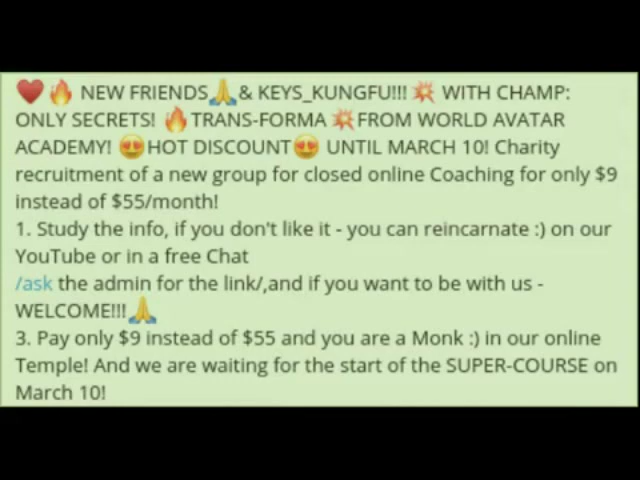 ♥️🔥 NEW FRIENDS🙏& KEYS_KUNGFU!!! 💥 WITH CHAMP:
ONLY SECRETS! 🔥TRANS-FORMA 💥FROM WORLD AVATAR
ACADEMY! 😍HOT DISCOUNT😍 UNTIL MARCH 10! Charity
recruitment of a new group for closed online Coaching for only $9
instead of $55/month!
1. Study the info, if you don't like it - you can reincarnate :) on our
YouTube or in a free Chat
/ask the admin for the link/,and if you want to be with us -
WELCOME!!!🙏
3. Pay only $9 instead of $55 and you are a Monk :) in our online
Temple! And we are waiting for the start of the SUPER-COURSE on
March 10!